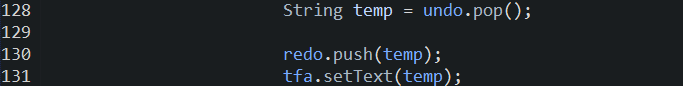 128 String temp = undo.pop();
129
130 redo.push(temp);
131 tfa.setText(temp);